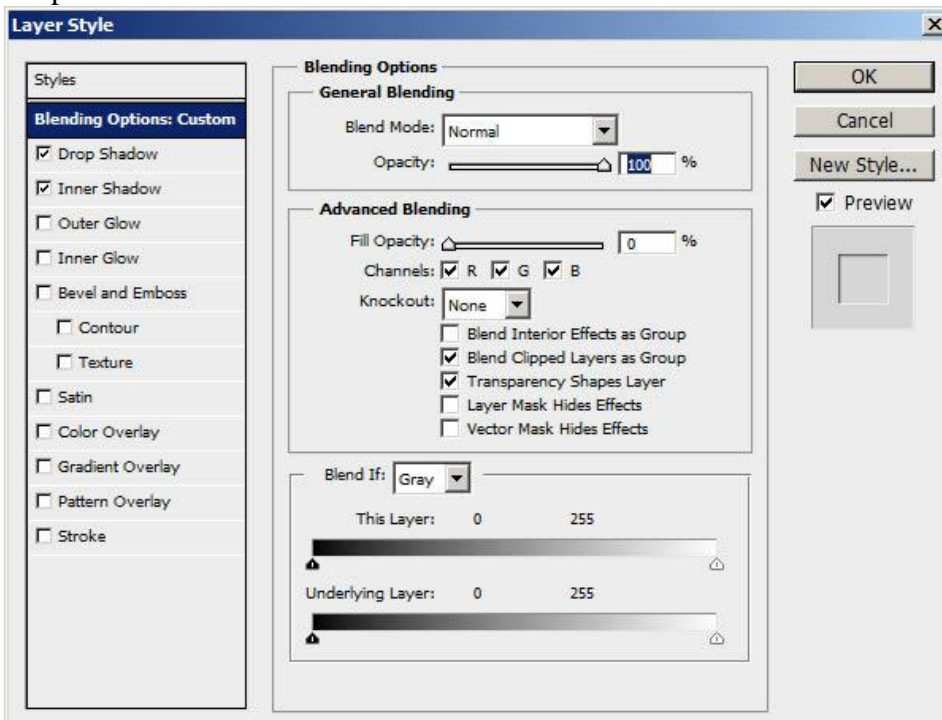 Layer Style
Styles
Blending Options: Custom
Drop Shadow
Inner Shadow
Outer Glow
Inner Glow
Bevel and Emboss
Contour
Texture
Satin
Color Overlay
Gradient Overlay
Pattern Overlay
Stroke
Blending Options
General Blending
Blend Mode: Normal
Opacity: 100 %
Advanced Blending
Fill Opacity: 0 %
Channels: R G B
Knockout: None
Blend Interior Effects as Group
Blend Clipped Layers as Group
Transparency Shapes Layer
Layer Mask Hides Effects
Vector Mask Hides Effects
Blend If: Gray
This Layer: 0 255
Underlying Layer: 0 255
OK
Cancel
New Style...
Preview